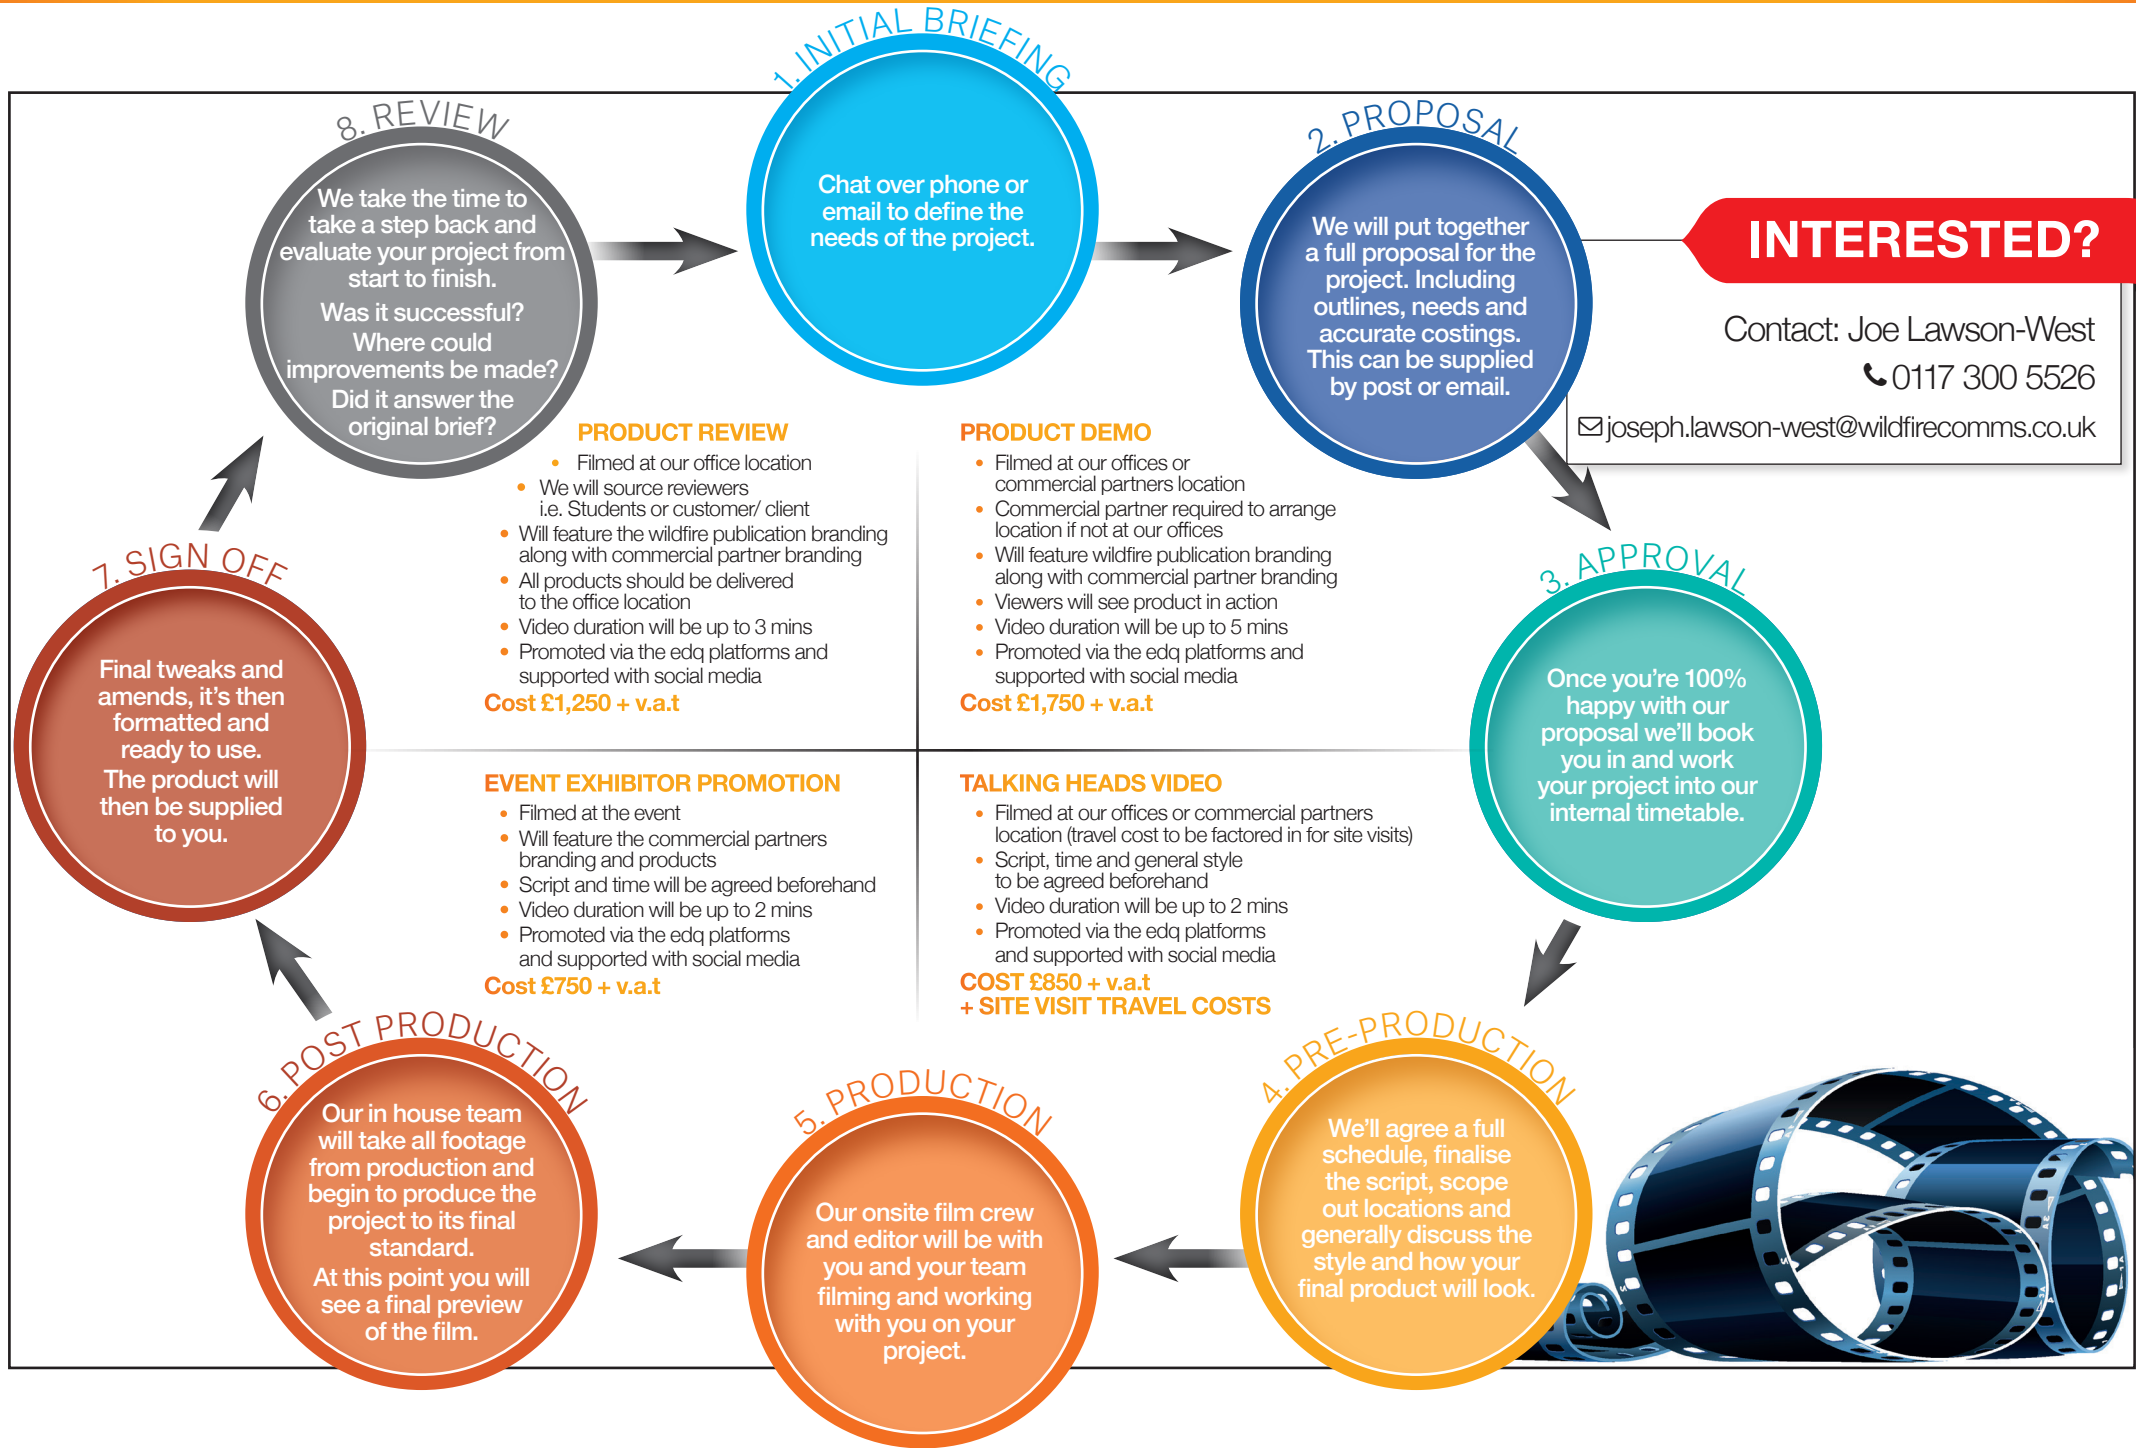 1. INITIAL BRIEFING
Chat over phone or
email to define the
needs of the project.
2. PROPOSAL
We will put together
a full proposal for the
project. Including
outlines, needs and
accurate costings.
This can be supplied
by post or email.
INTERESTED?
Contact: Joe Lawson-West
0117 300 5526
joseph.lawson-west@wildfirecomms.co.uk
3. APPROVAL
Once you're 100%
happy with our
proposal we'll book
you in and work
your project into our
internal timetable.
4. PRE-PRODUCTION
We'll agree a full
schedule, finalise
the script, scope
out locations and
generally discuss the
style and how your
final product will look.
5. PRODUCTION
Our onsite film crew
and editor will be with
you and your team
filming and working
with you on your
project.
6. POST PRODUCTION
Our in house team
will take all footage
from production and
begin to produce the
project to its final
standard.
At this point you will
see a final preview
of the film.
7. SIGN OFF
Final tweaks and
amends, it's then
formatted and
ready to use.
The product will
then be supplied
to you.
8. REVIEW
We take the time to
take a step back and
evaluate your project from
start to finish.
Was it successful?
Where could
improvements be made?
Did it answer the
original brief?
PRODUCT REVIEW
• Filmed at our office location
• We will source reviewers
i.e. Students or customer/ client
• Will feature the wildfire publication branding
along with commercial partner branding
• All products should be delivered
to the office location
• Video duration will be up to 3 mins
• Promoted via the edq platforms and
supported with social media
Cost £1,250 + v.a.t
PRODUCT DEMO
• Filmed at our offices or
commercial partners location
• Commercial partner required to arrange
location if not at our offices
• Will feature wildfire publication branding
along with commercial partner branding
• Viewers will see product in action
• Video duration will be up to 5 mins
• Promoted via the edq platforms and
supported with social media
Cost £1,750 + v.a.t
EVENT EXHIBITOR PROMOTION
• Filmed at the event
• Will feature the commercial partners
branding and products
• Script and time will be agreed beforehand
• Video duration will be up to 2 mins
• Promoted via the edq platforms
and supported with social media
Cost £750 + v.a.t
TALKING HEADS VIDEO
• Filmed at our offices or commercial partners
location (travel cost to be factored in for site visits)
• Script, time and general style
to be agreed beforehand
• Video duration will be up to 2 mins
• Promoted via the edq platforms
and supported with social media
COST £850 + v.a.t
+ SITE VISIT TRAVEL COSTS